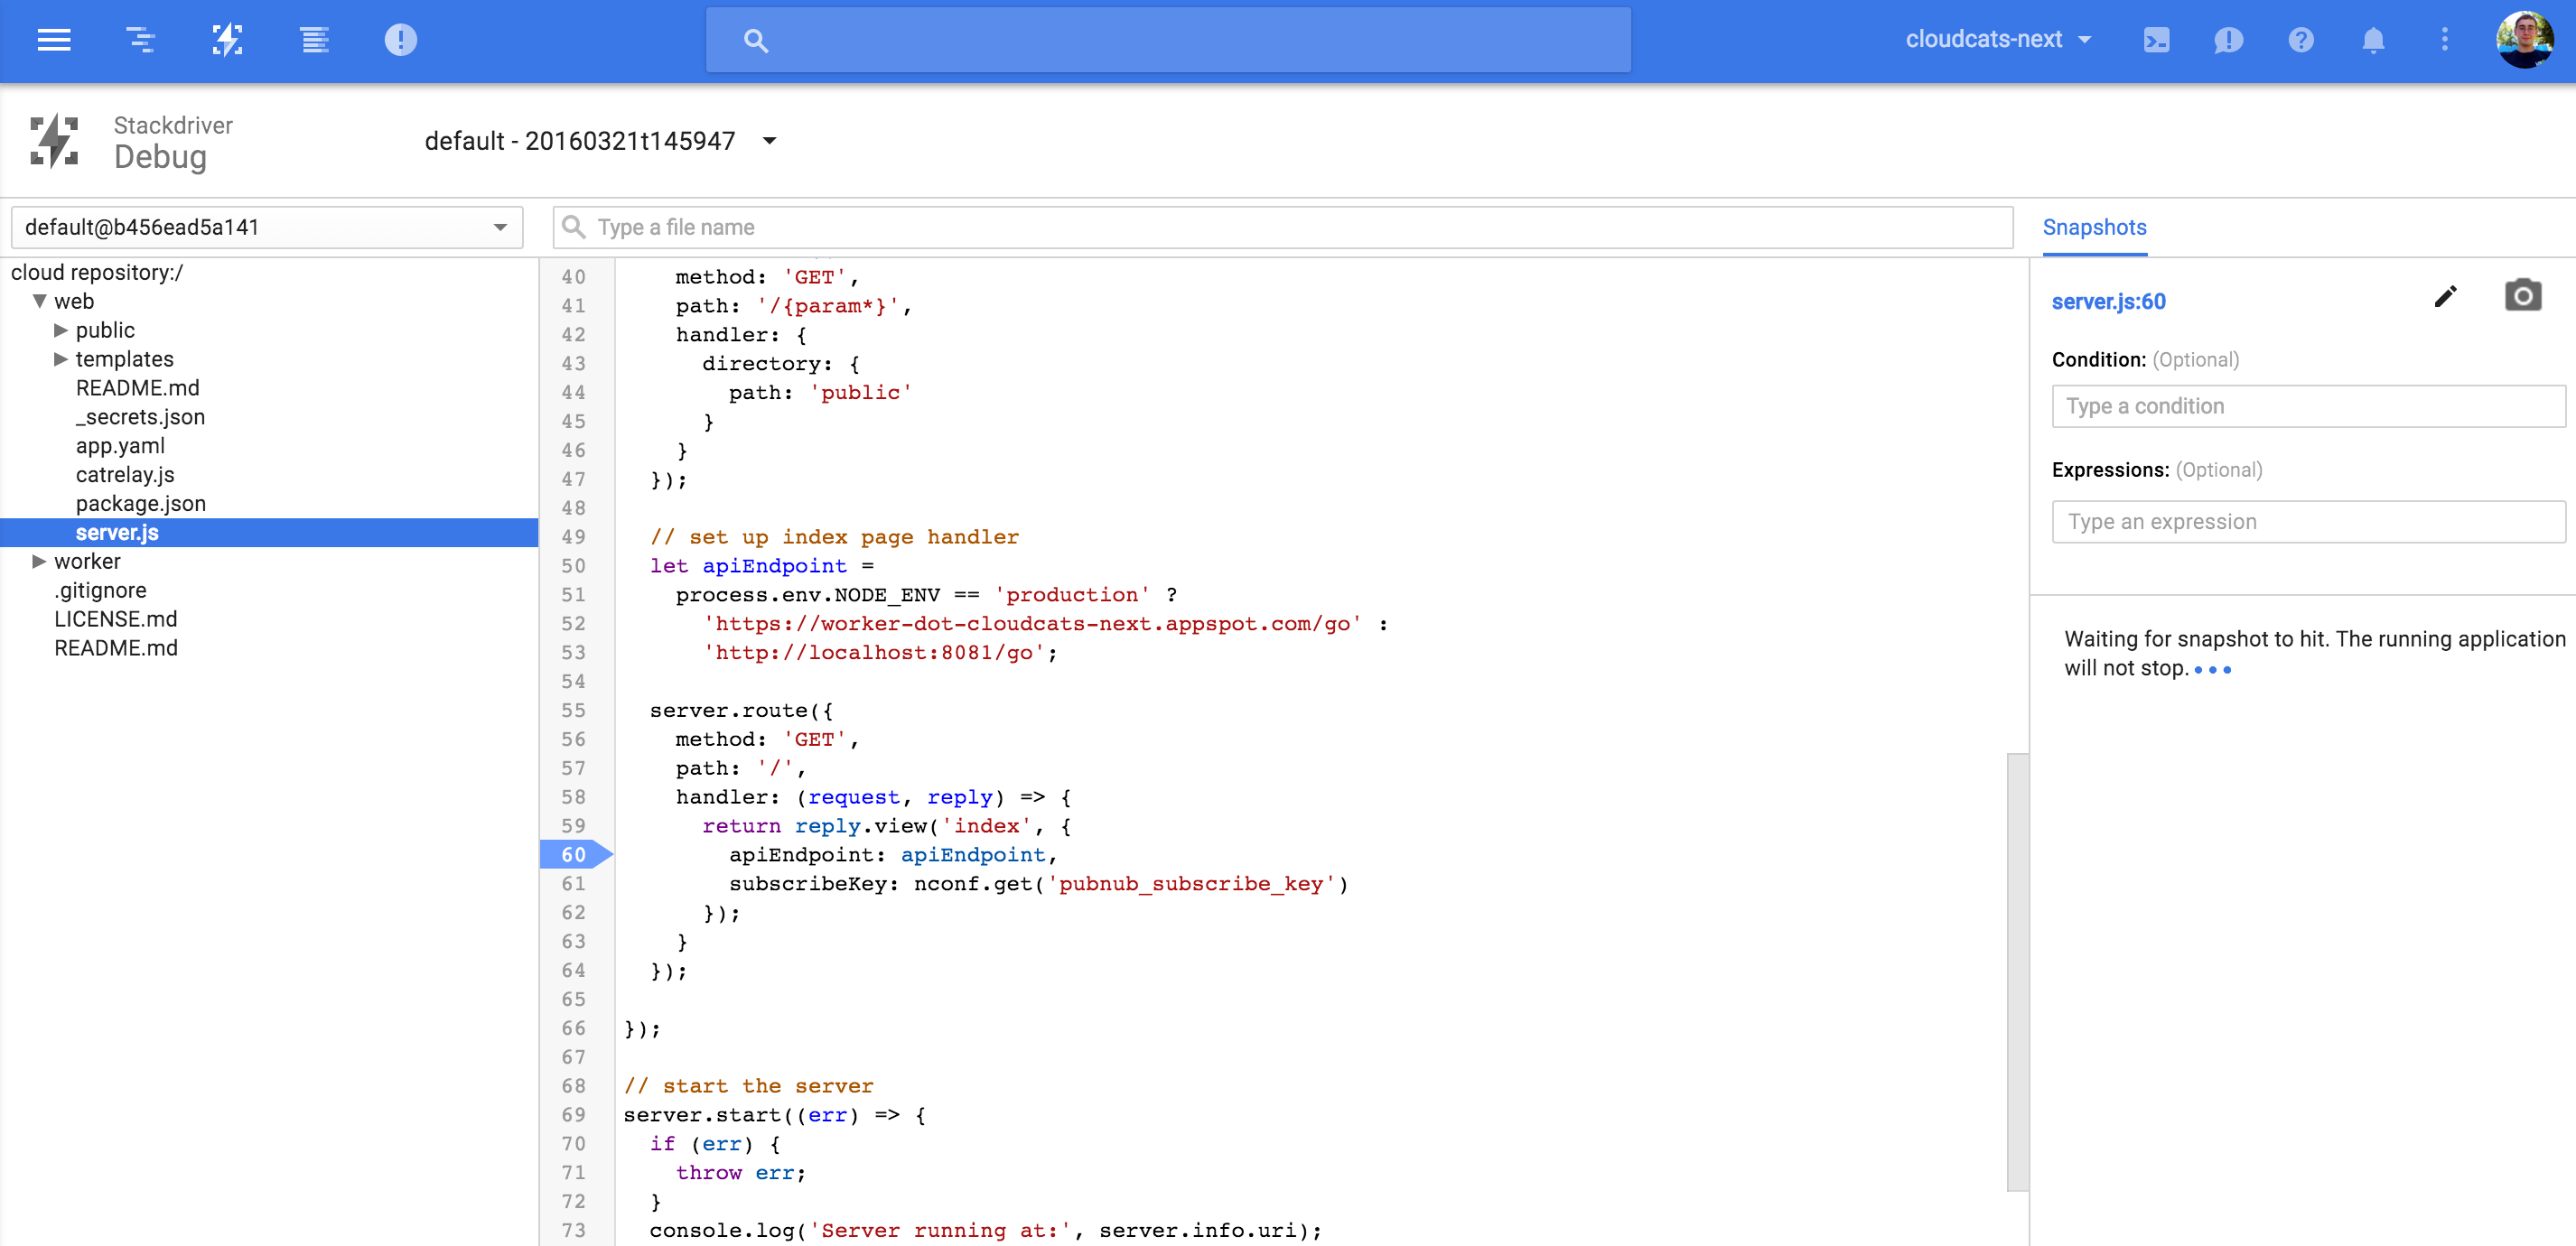 cloudcats-next
Stackdriver
Debug
default - 20160321t145947
default@b456ead5a141
Type a file name
Snapshots
cloud repository:/
web
public
templates
README.md
_secrets.json
app.yaml
catrelay.js
package.json
server.js
worker
.gitignore
LICENSE.md
README.md
40 method: 'GET',
41 path: '/{param*}',
42 handler: {
43 directory: {
44 path: 'public'
45 }
46 }
47 });
48
49 // set up index page handler
50 let apiEndpoint =
51 process.env.NODE_ENV == 'production' ?
52 'https://worker-dot-cloudcats-next.appspot.com/go' :
53 'http://localhost:8081/go';
54
55 server.route({
56 method: 'GET',
57 path: '/',
58 handler: (request, reply) => {
59 return reply.view('index', {
60 apiEndpoint: apiEndpoint,
61 subscribeKey: nconf.get('pubnub_subscribe_key')
62 });
63 }
64 });
65
66 });
67
68 // start the server
69 server.start((err) => {
70 if (err) {
71 throw err;
72 }
73 console.log('Server running at:', server.info.uri);
server.js:60
Condition: (Optional)
Type a condition
Expressions: (Optional)
Type an expression
Waiting for snapshot to hit. The running application
will not stop.